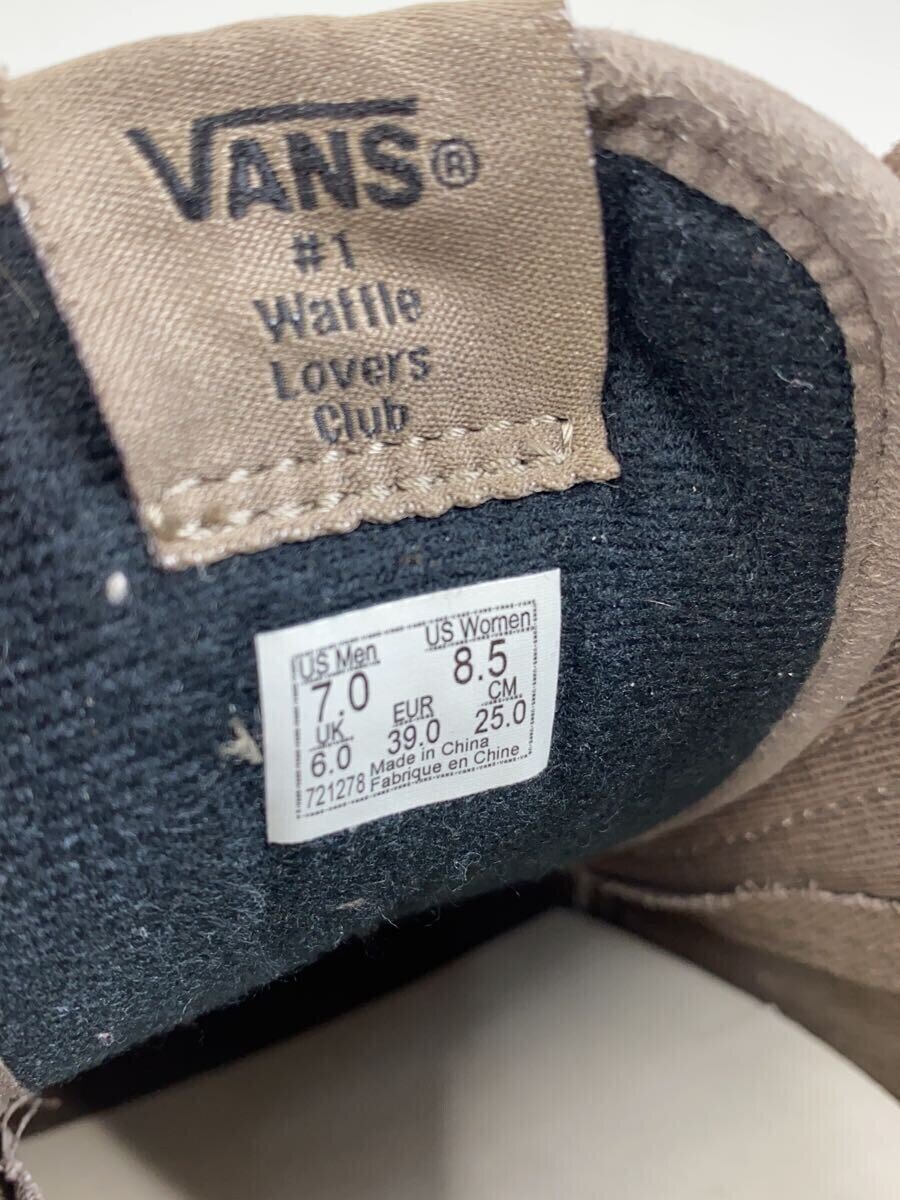 VANS®
#1
Waffle
Lovers
Club
US Men US Women
7.0 8.5
UK EUR CM
6.0 39.0 25.0
Made in China
721278 Fabrique en Chine